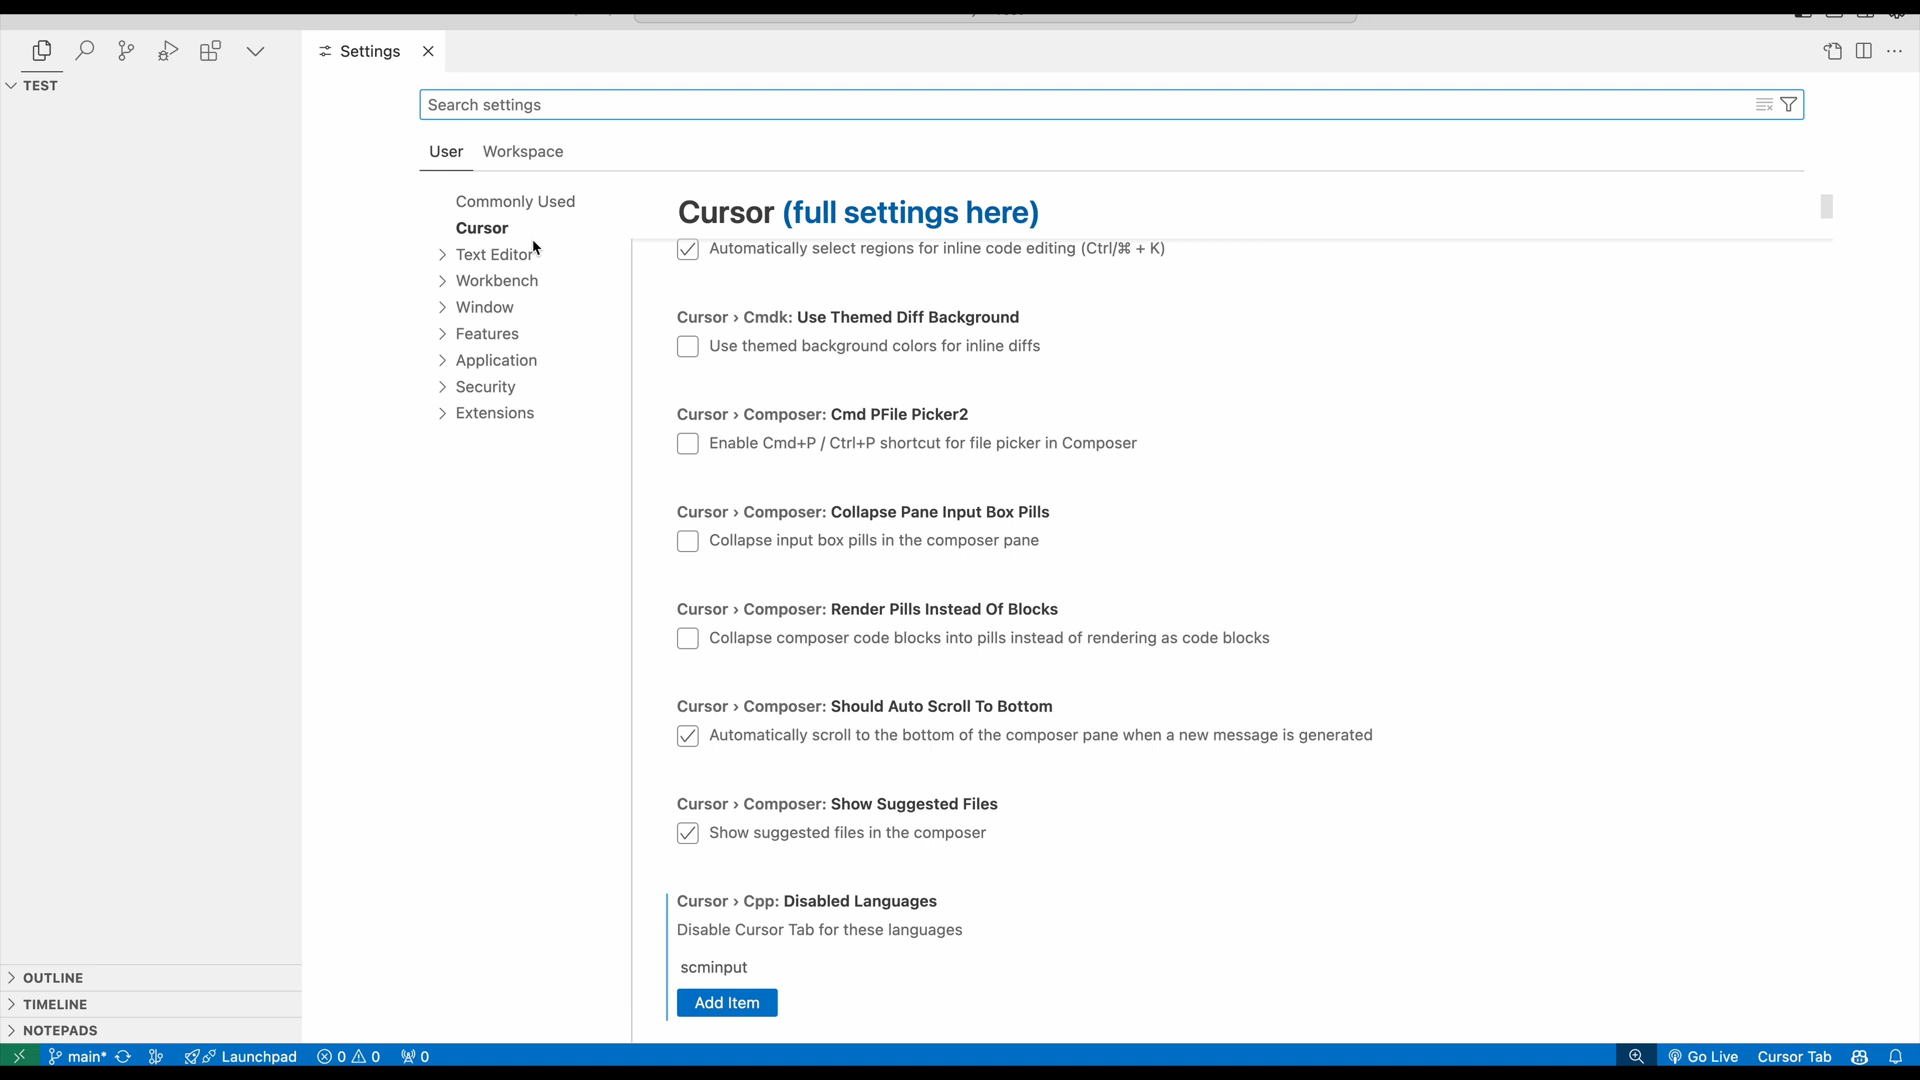 Settings
TEST
Search settings
User Workspace
Commonly Used
Cursor
Text Editor
Workbench
Window
Features
Application
Security
Extensions
Cursor (full settings here)
Automatically select regions for inline code editing (Ctrl/⌘ + K)
Cursor › Cmdk: Use Themed Diff Background
Use themed background colors for inline diffs
Cursor › Composer: Cmd PFile Picker2
Enable Cmd+P / Ctrl+P shortcut for file picker in Composer
Cursor › Composer: Collapse Pane Input Box Pills
Collapse input box pills in the composer pane
Cursor › Composer: Render Pills Instead Of Blocks
Collapse composer code blocks into pills instead of rendering as code blocks
Cursor › Composer: Should Auto Scroll To Bottom
Automatically scroll to the bottom of the composer pane when a new message is generated
Cursor › Composer: Show Suggested Files
Show suggested files in the composer
Cursor › Cpp: Disabled Languages
Disable Cursor Tab for these languages
scminput
Add Item
OUTLINE
TIMELINE
NOTEPADS
main* Launchpad 0 0 0 Go Live Cursor Tab